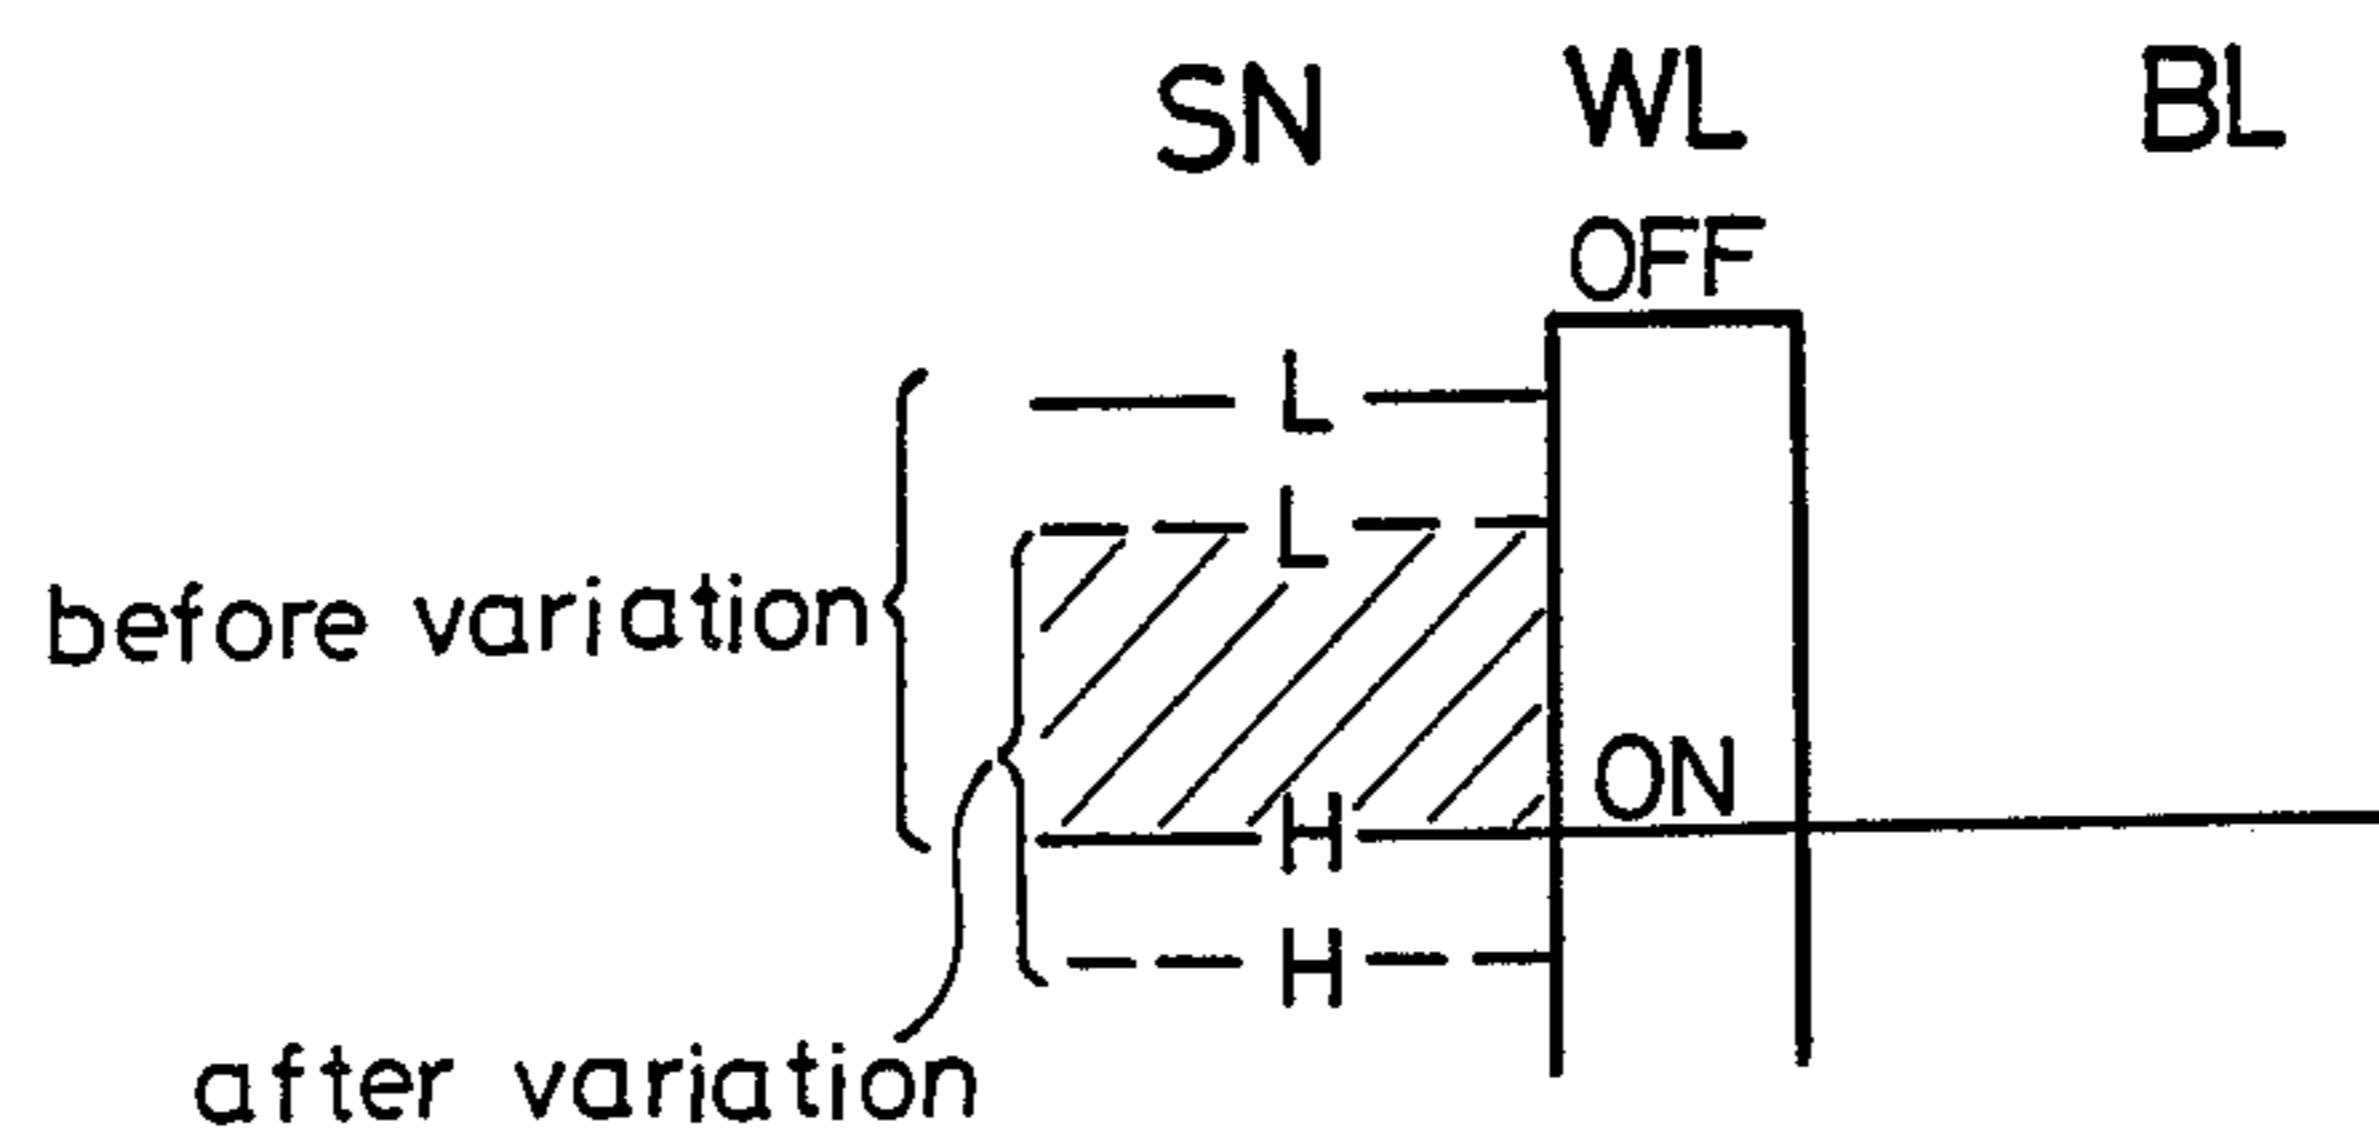 SN WL BL
OFF
L
L
before variation
ON
H
H
after variation